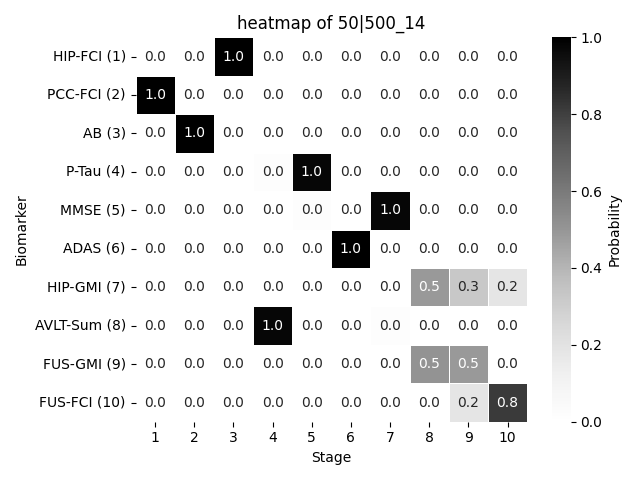 heatmap of 50|500_14
HIP-FCI (1) 0.0 0.0 1.0 0.0 0.0 0.0 0.0 0.0 0.0 0.0
PCC-FCI (2) 1.0 0.0 0.0 0.0 0.0 0.0 0.0 0.0 0.0 0.0
AB (3) 0.0 1.0 0.0 0.0 0.0 0.0 0.0 0.0 0.0 0.0
P-Tau (4) 0.0 0.0 0.0 0.0 1.0 0.0 0.0 0.0 0.0 0.0
MMSE (5) 0.0 0.0 0.0 0.0 0.0 0.0 1.0 0.0 0.0 0.0
ADAS (6) 0.0 0.0 0.0 0.0 0.0 1.0 0.0 0.0 0.0 0.0
HIP-GMI (7) 0.0 0.0 0.0 0.0 0.0 0.0 0.0 0.5 0.3 0.2
AVLT-Sum (8) 0.0 0.0 0.0 1.0 0.0 0.0 0.0 0.0 0.0 0.0
FUS-GMI (9) 0.0 0.0 0.0 0.0 0.0 0.0 0.0 0.5 0.5 0.0
FUS-FCI (10) 0.0 0.0 0.0 0.0 0.0 0.0 0.0 0.0 0.2 0.8
1 2 3 4 5 6 7 8 9 10
Stage
Biomarker
1.0
0.8
0.6
0.4
0.2
0.0
Probability